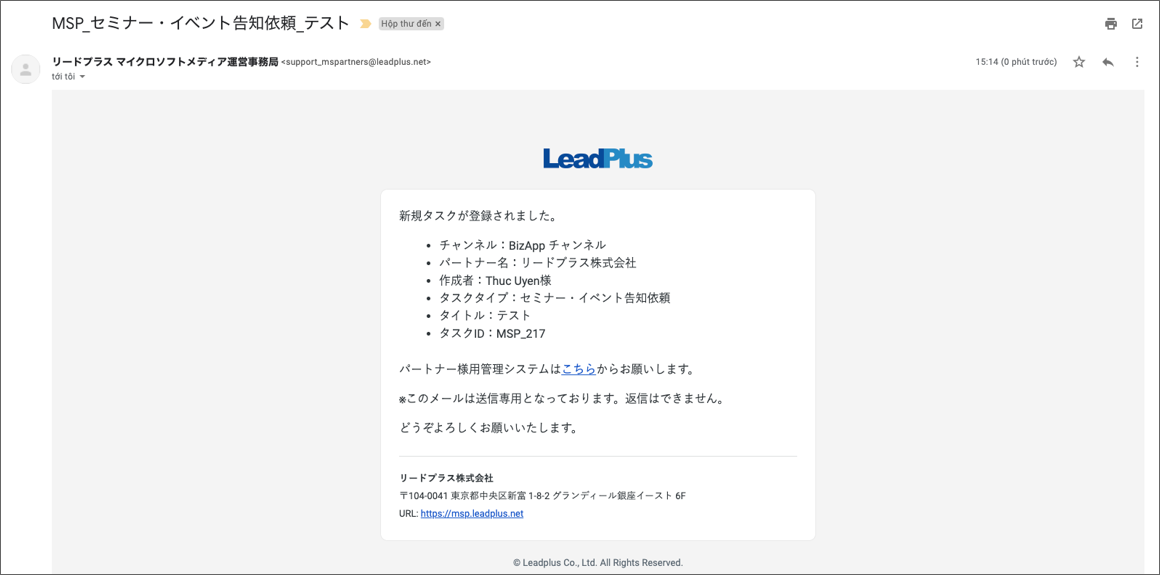 MSP_セミナー・イベント告知依頼_テスト Hộp thư đến ×
リードプラス マイクロソフトメディア運営事務局 <support_mspartners@leadplus.net> 15:14 (0 phút trước)
tới tôi
LeadPlus
新規タスクが登録されました。
• チャンネル：BizApp チャンネル
• パートナー名：リードプラス株式会社
• 作成者：Thuc Uyen様
• タスクタイプ：セミナー・イベント告知依頼
• タイトル：テスト
• タスクID：MSP_217
パートナー様用管理システムはこちらからお願いします。
※このメールは送信専用となっております。返信はできません。
どうぞよろしくお願いいたします。
リードプラス株式会社
〒104-0041 東京都中央区新富 1-8-2 グランディール銀座イースト 6F
URL: https://msp.leadplus.net
© Leadplus Co., Ltd. All Rights Reserved.